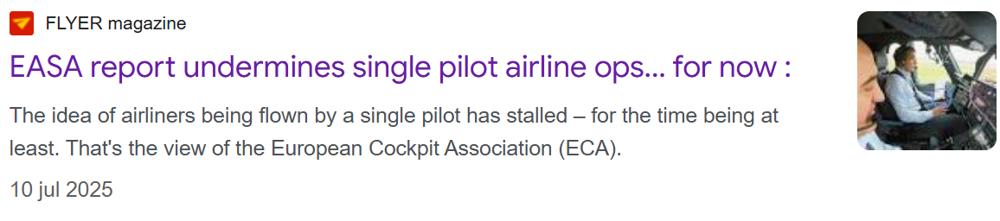 FLYER magazine
EASA report undermines single pilot airline ops... for now :
The idea of airliners being flown by a single pilot has stalled – for the time being at
least. That's the view of the European Cockpit Association (ECA).
10 jul 2025